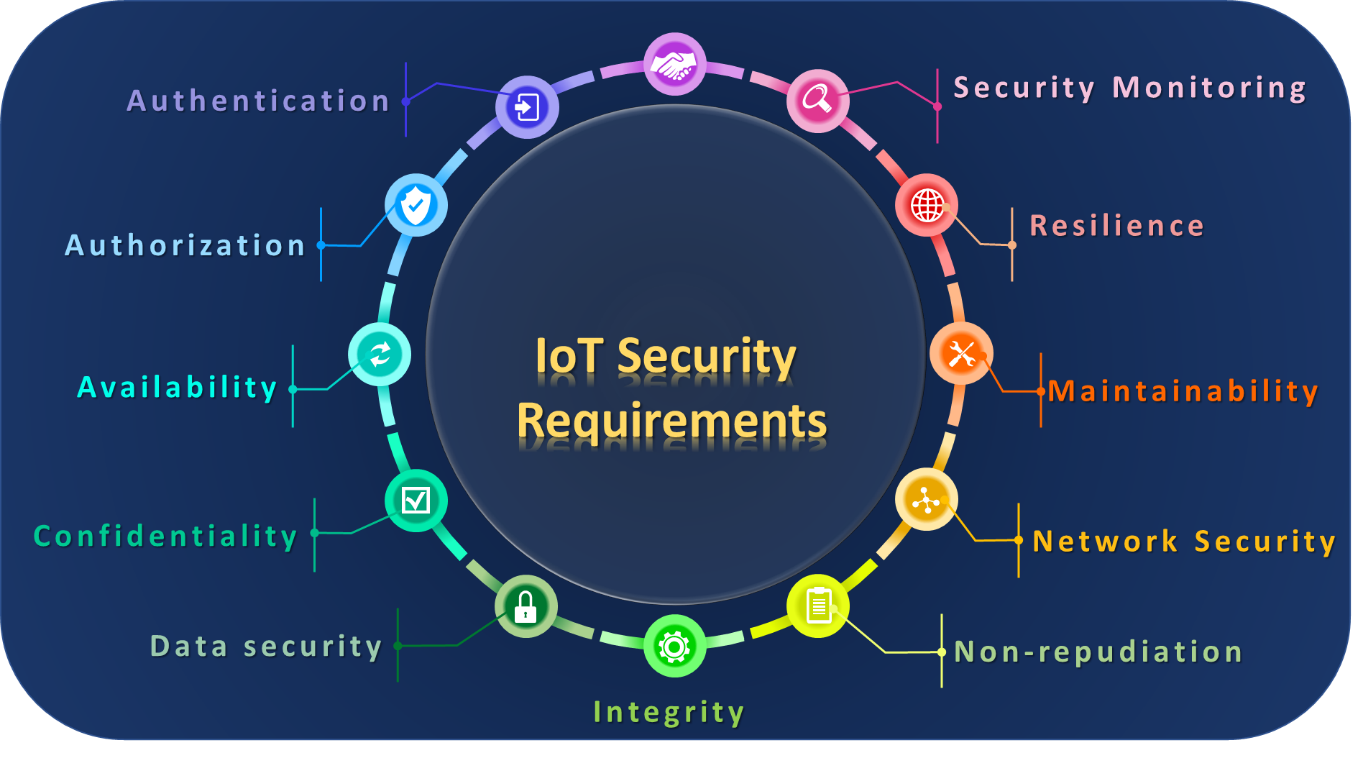 Authentication
Security Monitoring
Authorization
Resilience
Availability
Maintainability
IoT Security
Requirements
Confidentiality
Network Security
Data security
Non-repudiation
Integrity